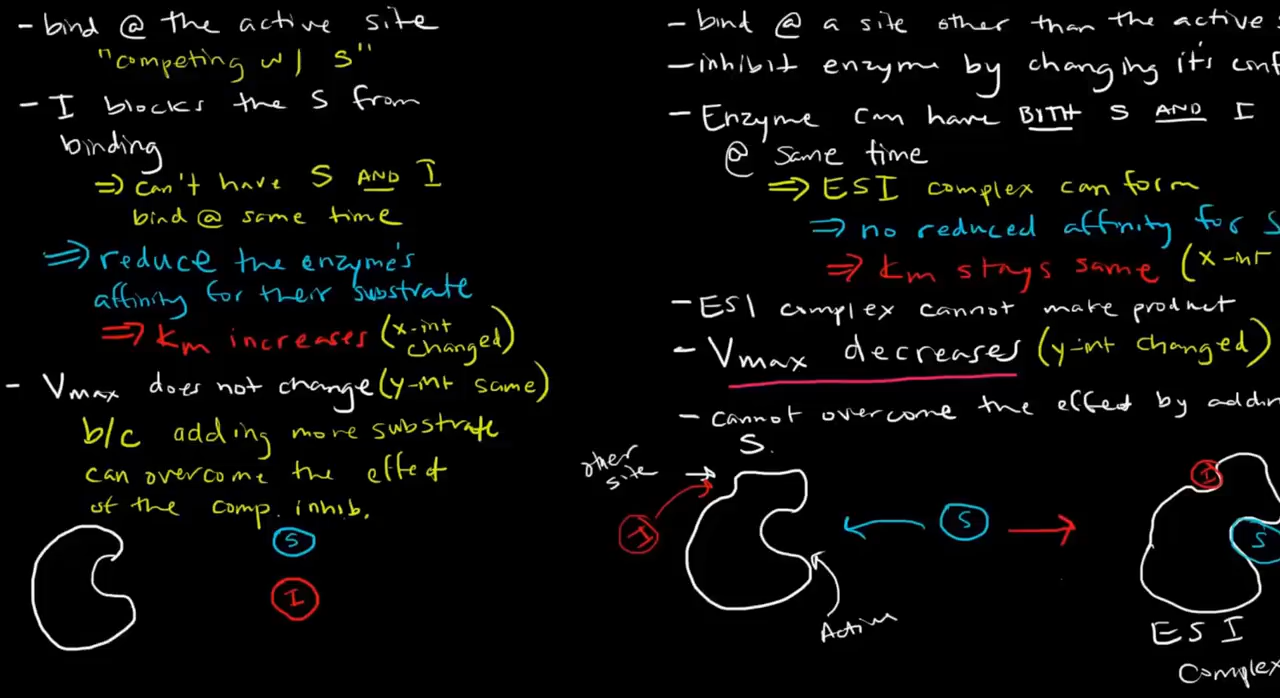 - bind @ the active site
"competing w/ S"
- I blocks the S from
binding
⇒ can't have S AND I
bind @ same time
⇒ reduce the enzyme's
affinity for their substrate
⇒ Km increases (x-int
changed)
- Vmax does not change (y-int same)
b/c adding more substrate
can overcome the effect
of the comp. inhib.
S
I
- bind @ a site other than the active
- inhibit enzyme by changing it's
- Enzyme can have BOTH S AND I
@ same time
⇒ ESI complex can form
⇒ no reduced affinity for S
⇒ Km stays same (x-int
- ESI complex cannot make product
- Vmax decreases (y-int changed)
- cannot overcome the effect by
S.
other
site
I
S
Active
I
S
ESI
Complex